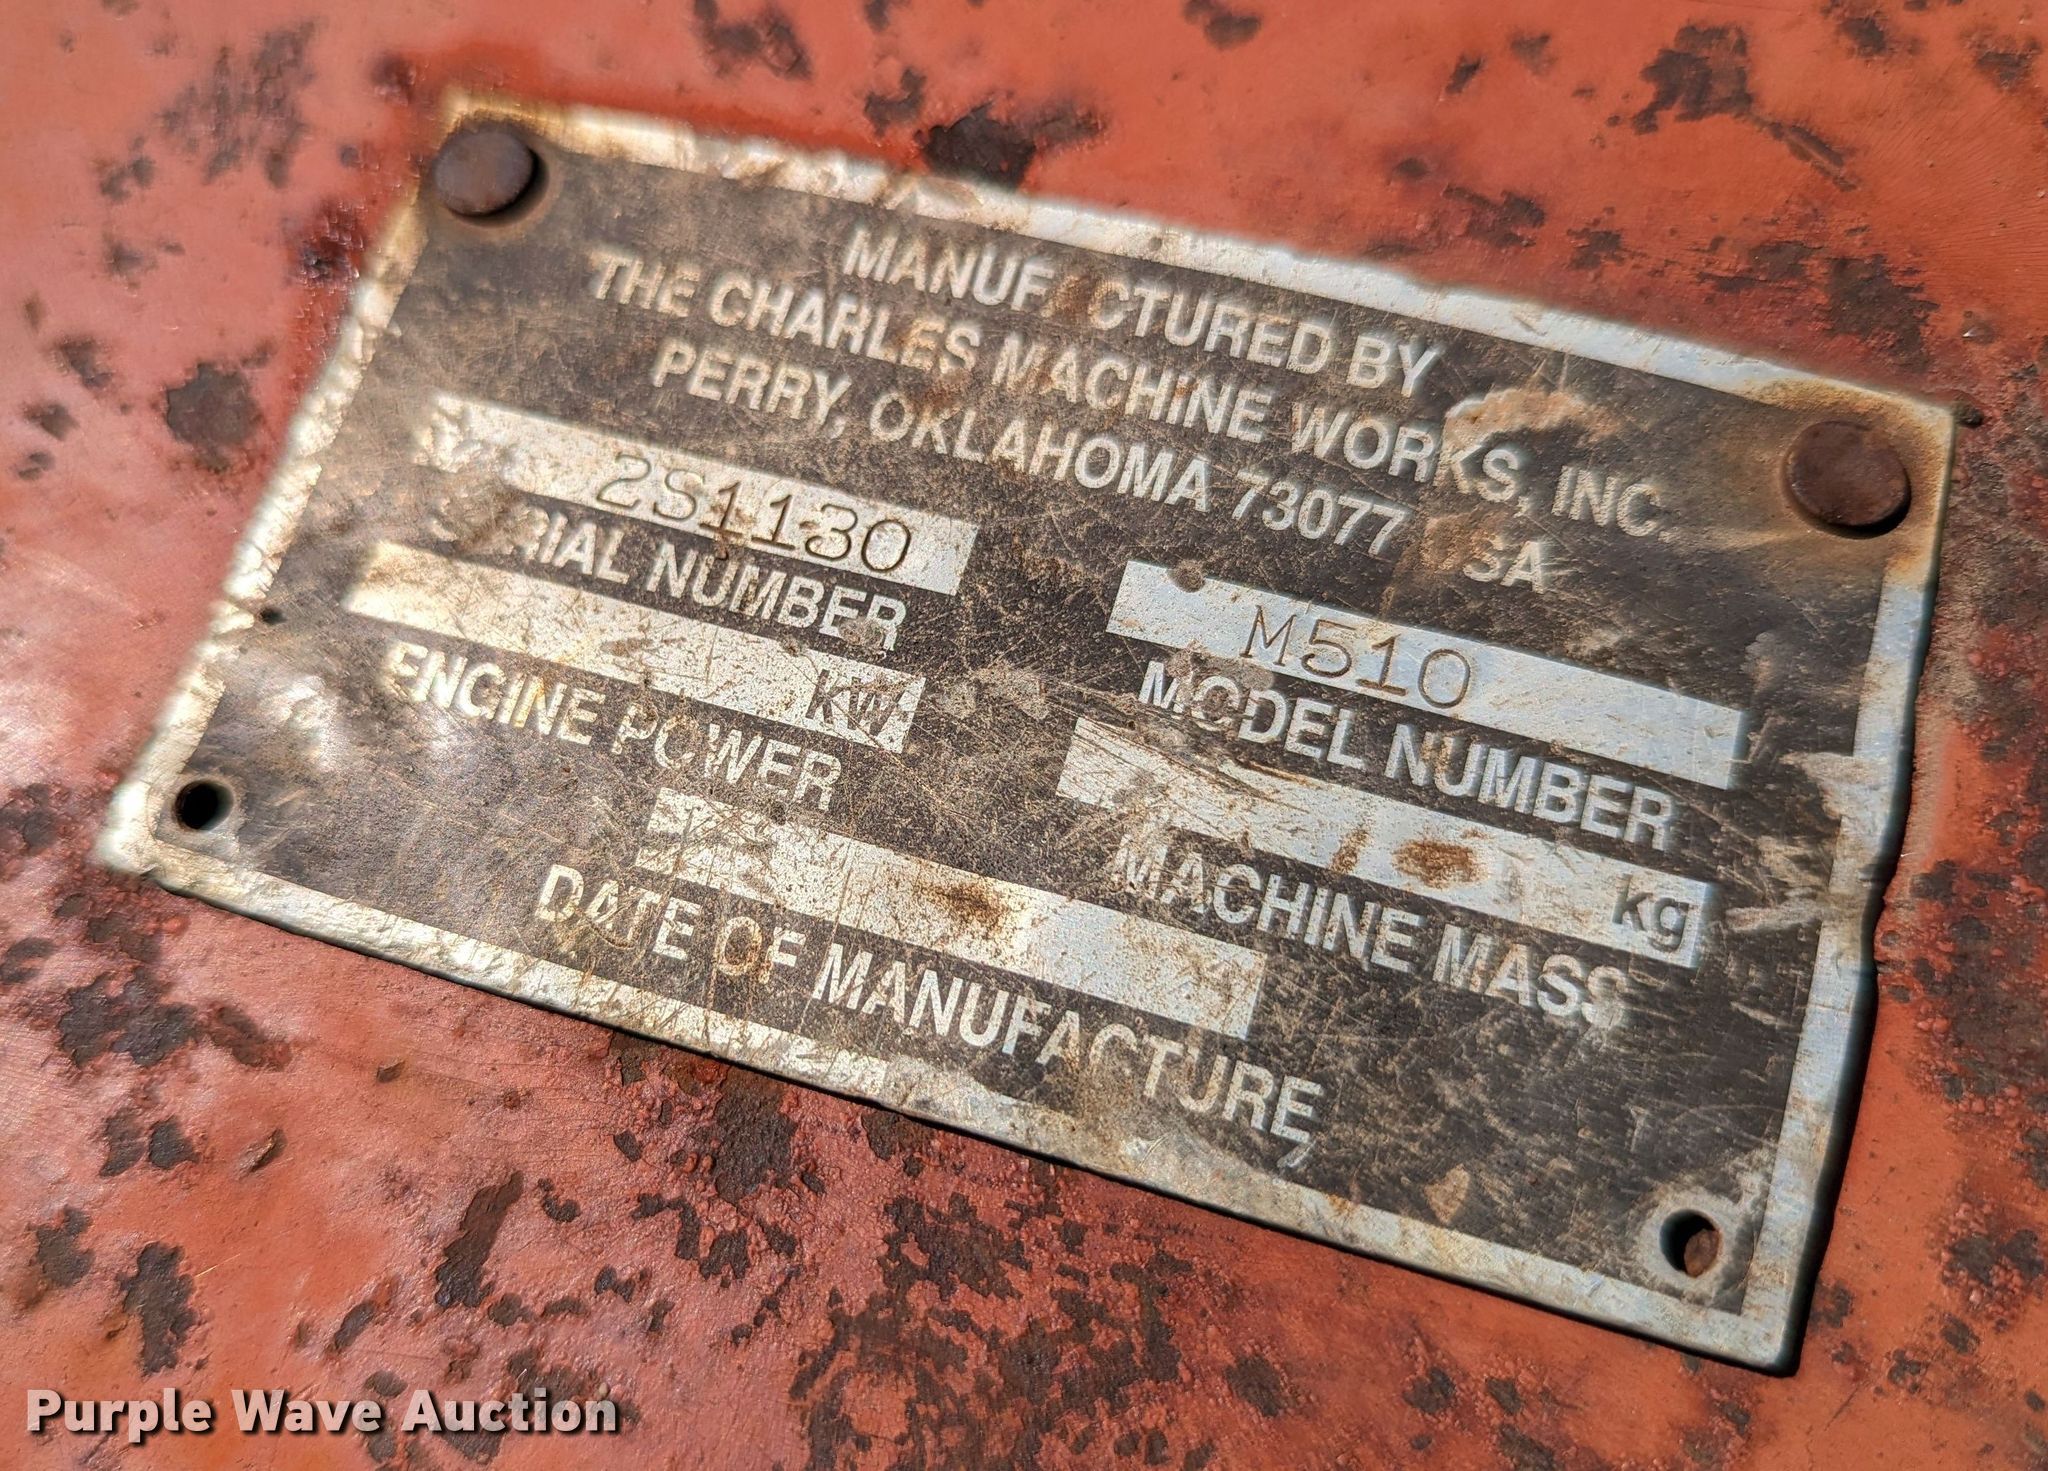 MANUFACTURED BY
THE CHARLES MACHINE WORKS, INC.
PERRY, OKLAHOMA 73077 USA
2S1130
SERIAL NUMBER
M510
MODEL NUMBER
kW
ENGINE POWER
kg
MACHINE MASS
DATE OF MANUFACTURE
Purple Wave Auction